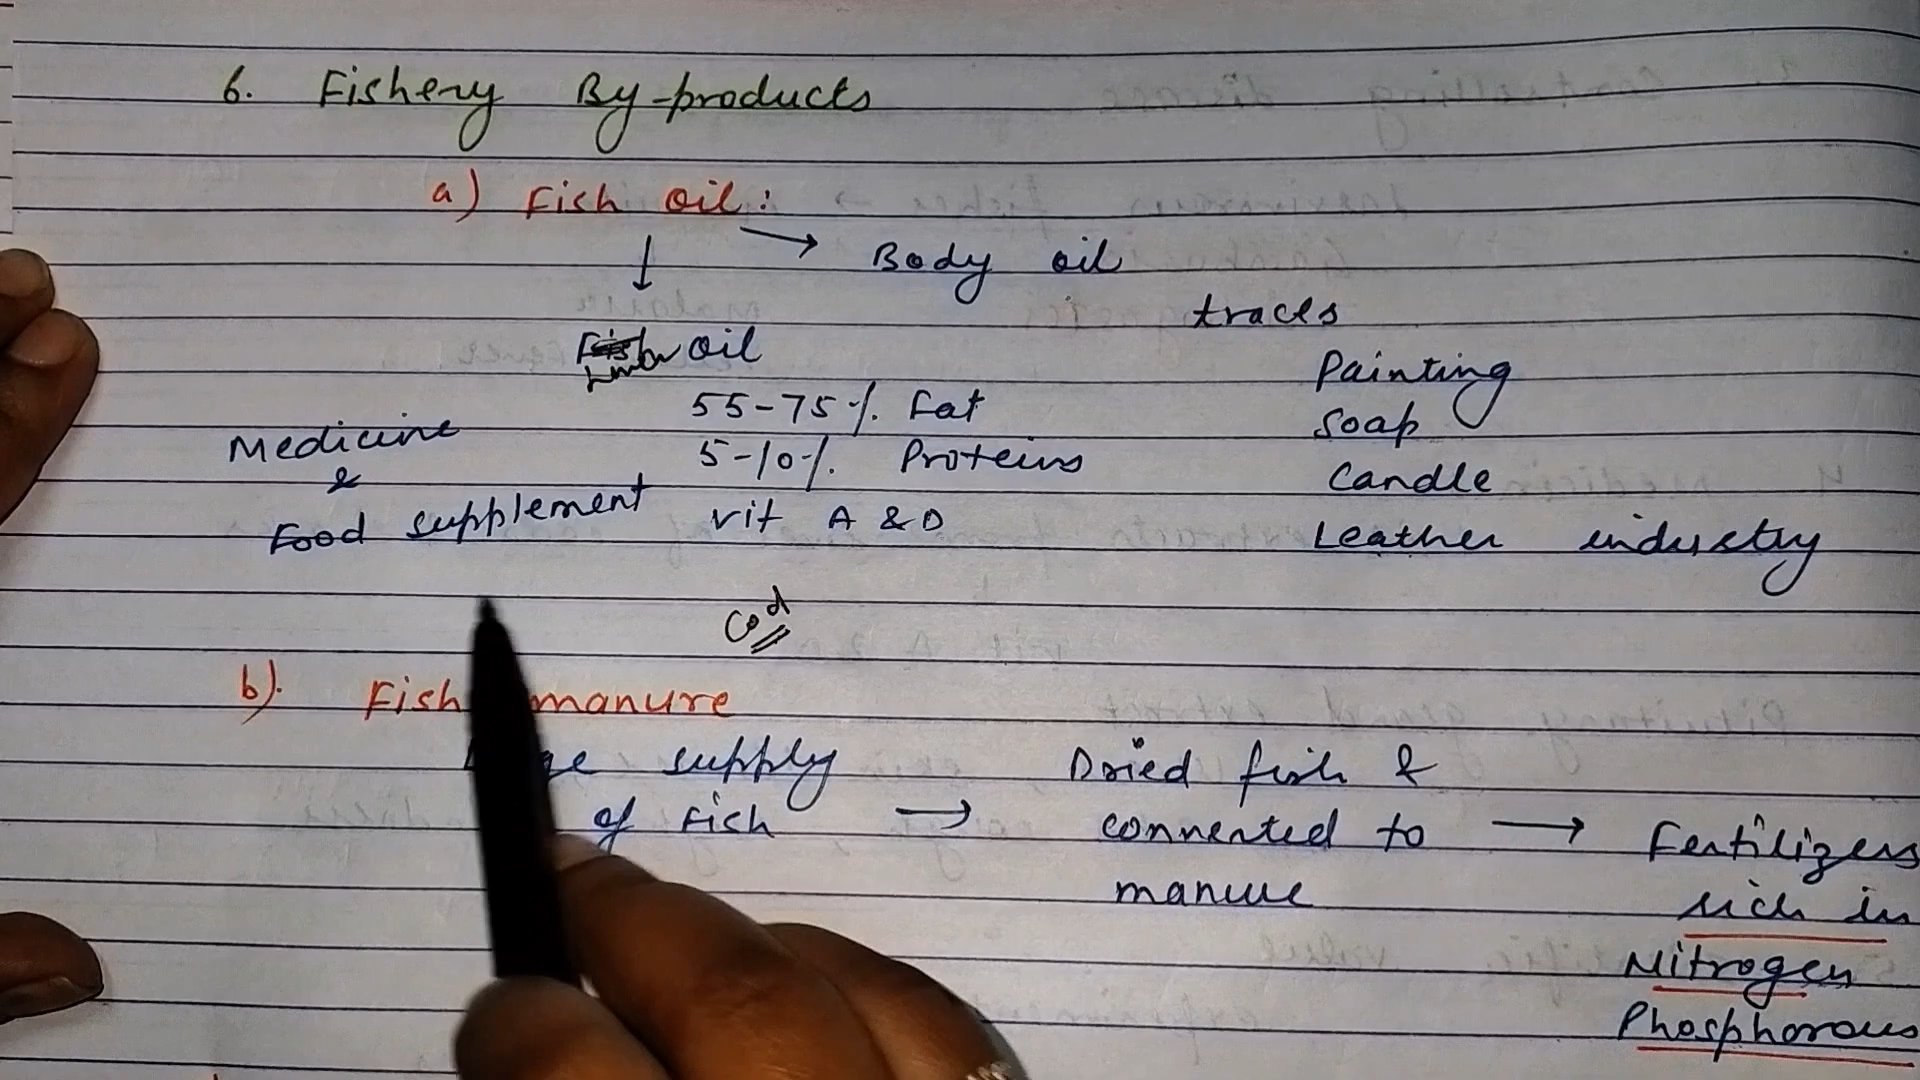 6. Fishery By-products
a) Fish oil:
↓ → Body oil
traces
oil
Painting
55-75% Fat
Soap
Medicine
5-10% Proteins
&
Candle
Food supplement
vit A & D
Leather industry
Cod
b). Fish manure
supply
of Fish → Dried fish &
connented to
manure → Fertilizers
rich in
Nitrogen
Phosphorous